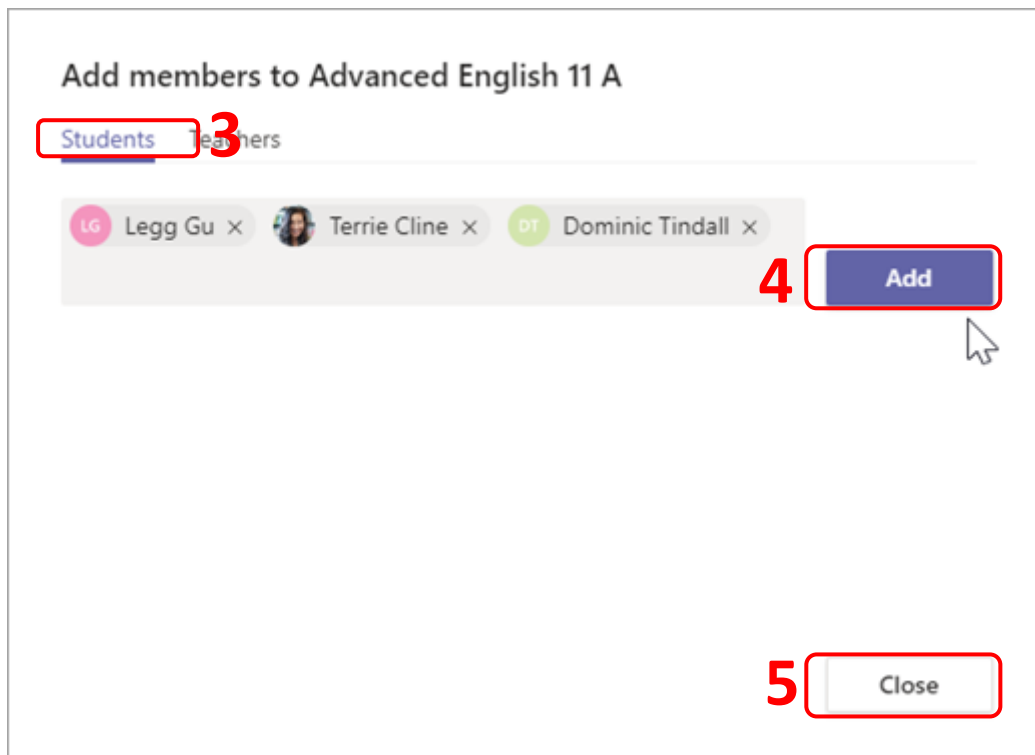 Add members to Advanced English 11 A
Students 3 Teachers
LG Legg Gu × Terrie Cline × DT Dominic Tindall ×
4 Add
5 Close